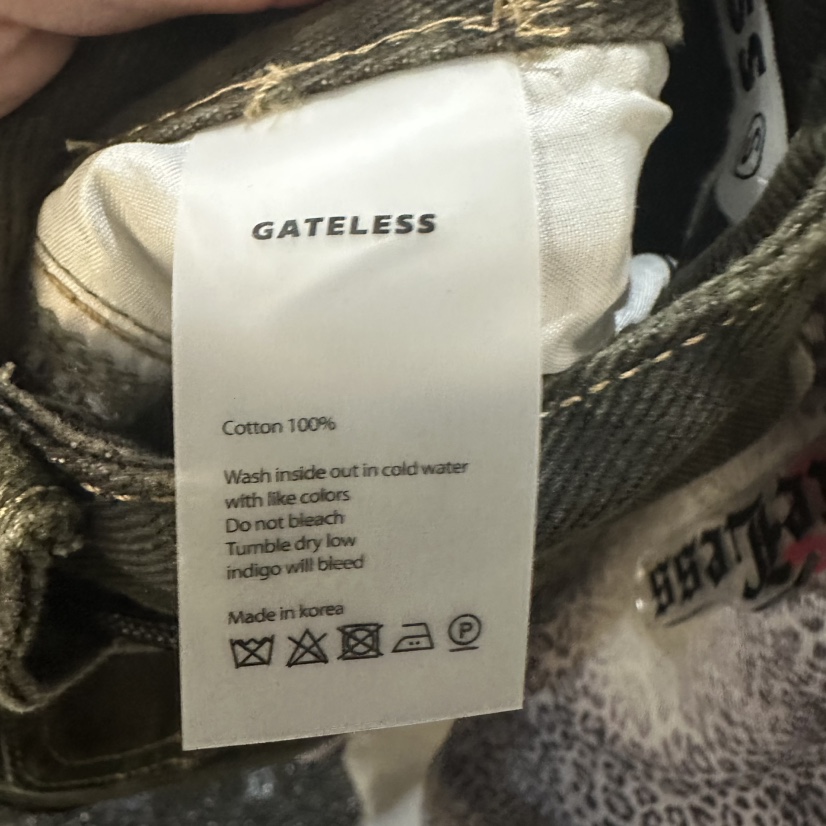 GATELESS
Cotton 100%
Wash inside out in cold water
with like colors
Do not bleach
Tumble dry low
indigo will bleed
Made in korea
P
SS S